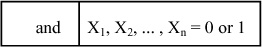 and X₁, X₂, ... , Xₙ = 0 or 1